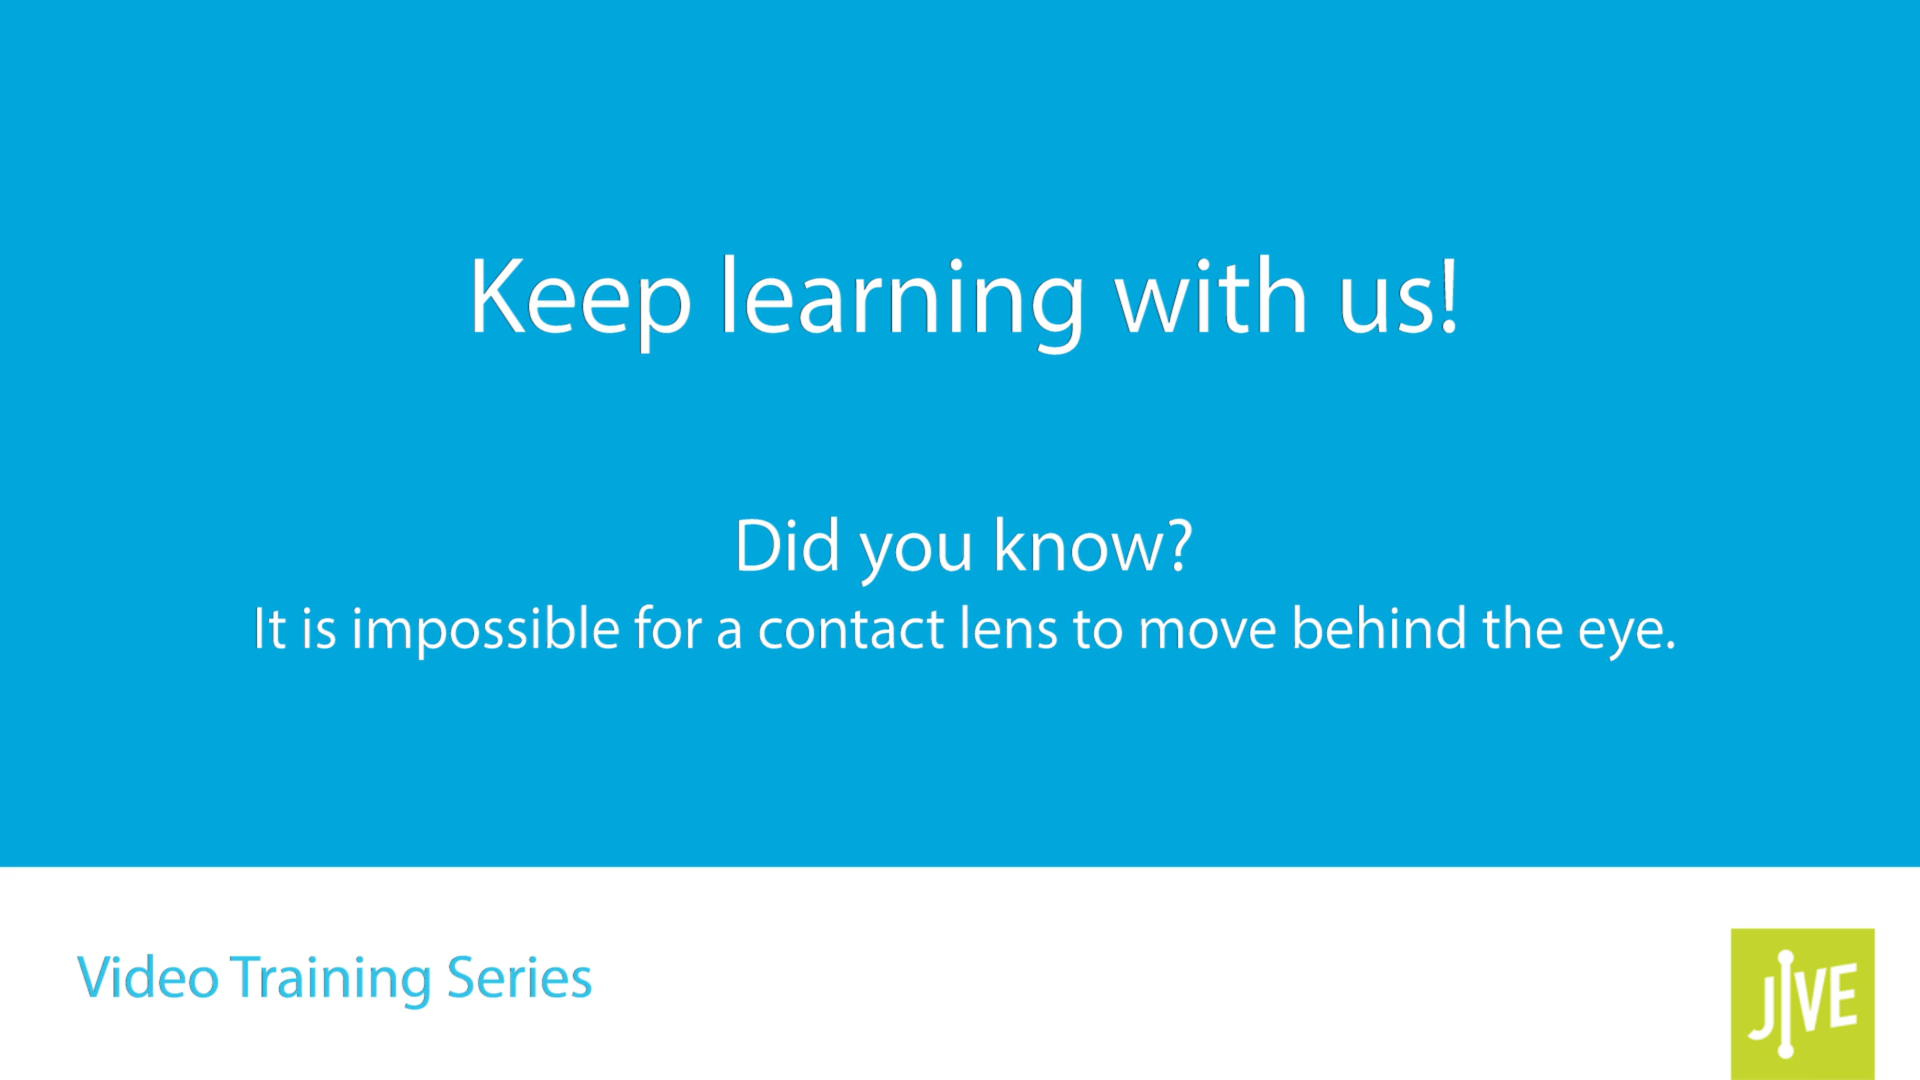 Keep learning with us!
Did you know?
It is impossible for a contact lens to move behind the eye.
Video Training Series
JIVE